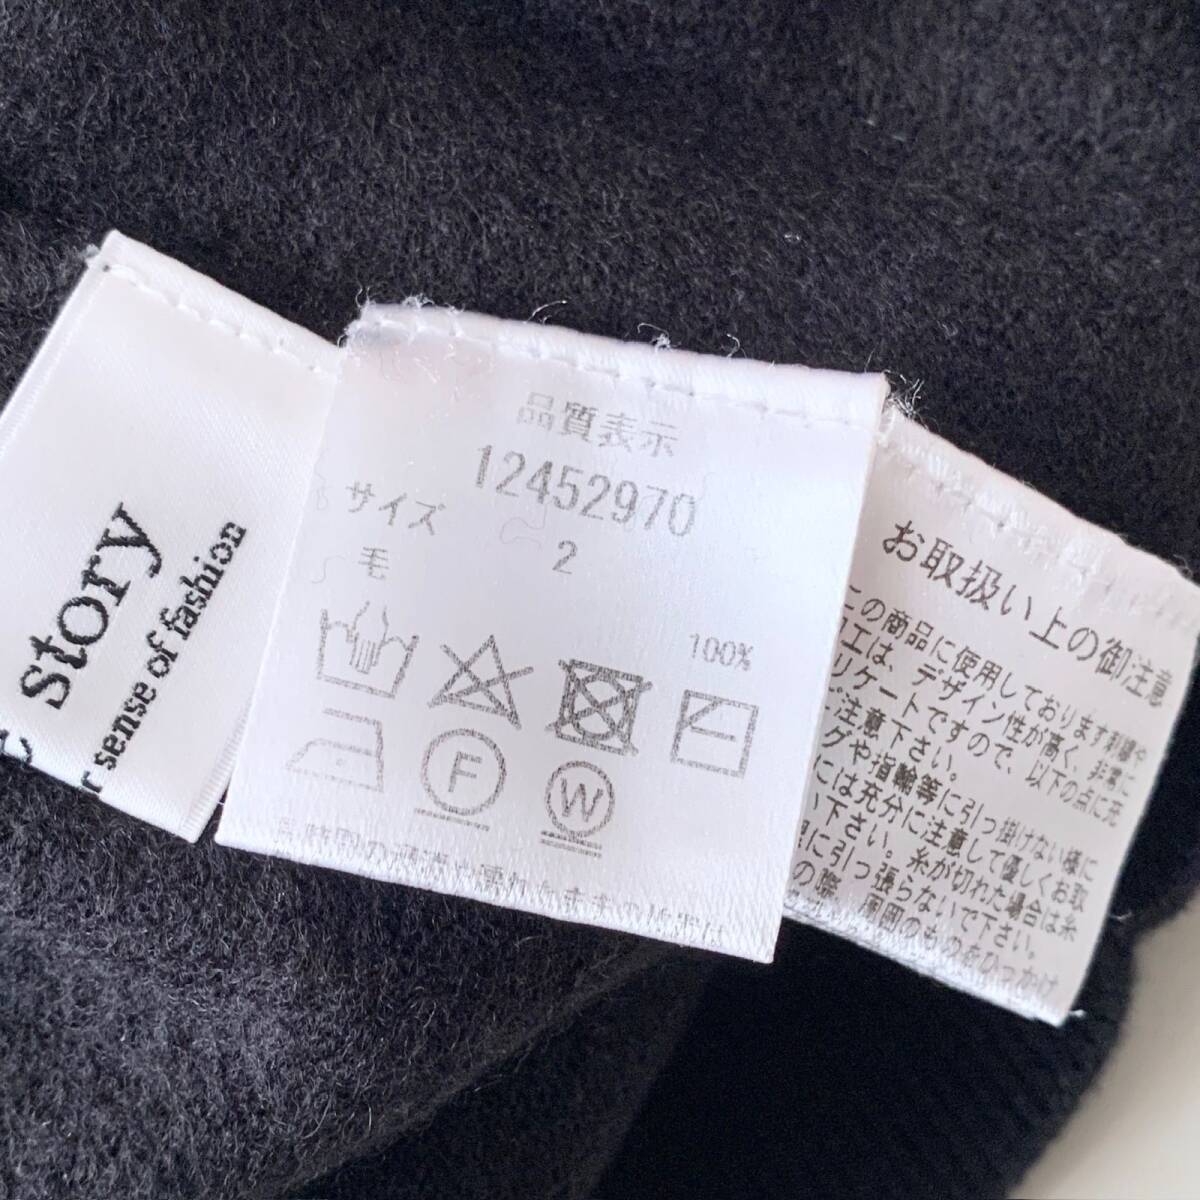 story
sense of fashion
品質表示
12452970
サイズ 2
毛 100%
F
W
お取扱い上の御注意
この商品に使用しております刺繍や
工は、デザイン性が高く、非常に
リケートですので、以下の点に充
ご注意下さい。
グや指輪等に引っ掛けない様に
には充分に注意して優しくお取
い下さい。糸が切れた場合は糸
に引っ張らないで下さい。
の際、周囲のものをひっかけ